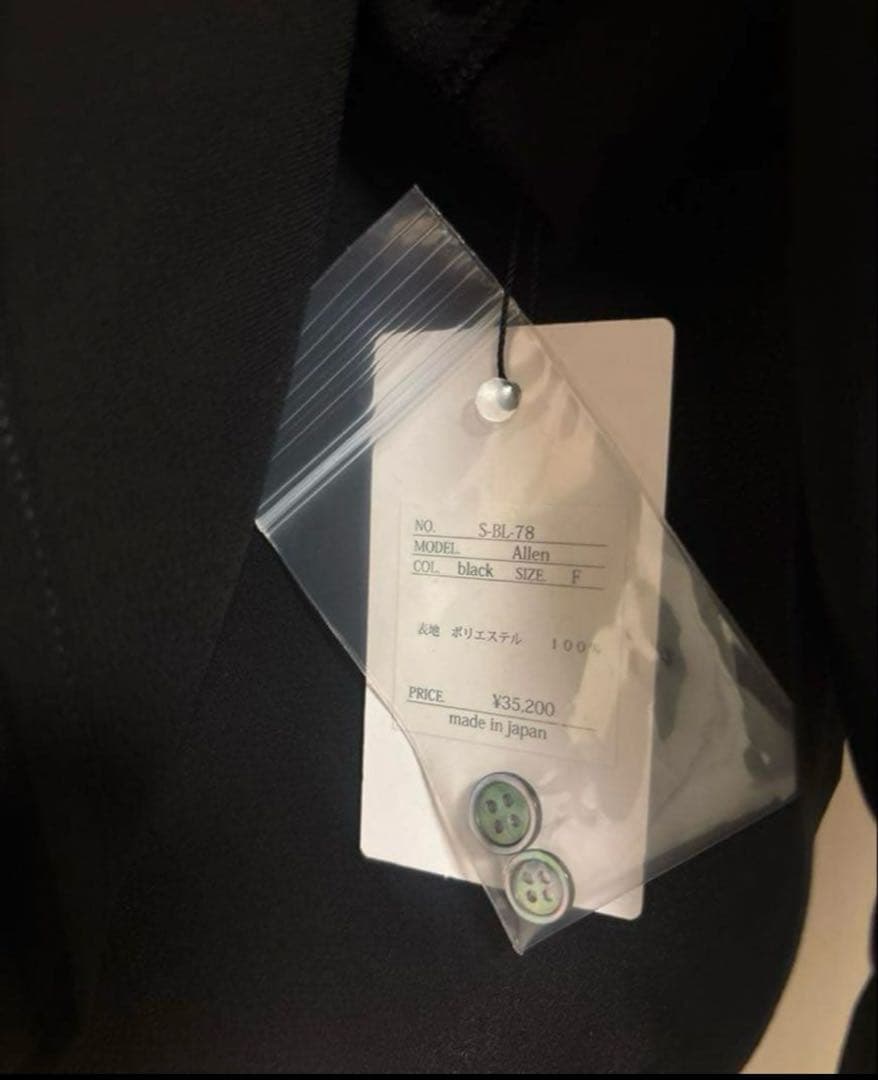 NO. S-BL-78
MODEL. Allen
COL. black SIZE. F
表地 ポリエステル 100%
PRICE. ¥35,200
made in japan